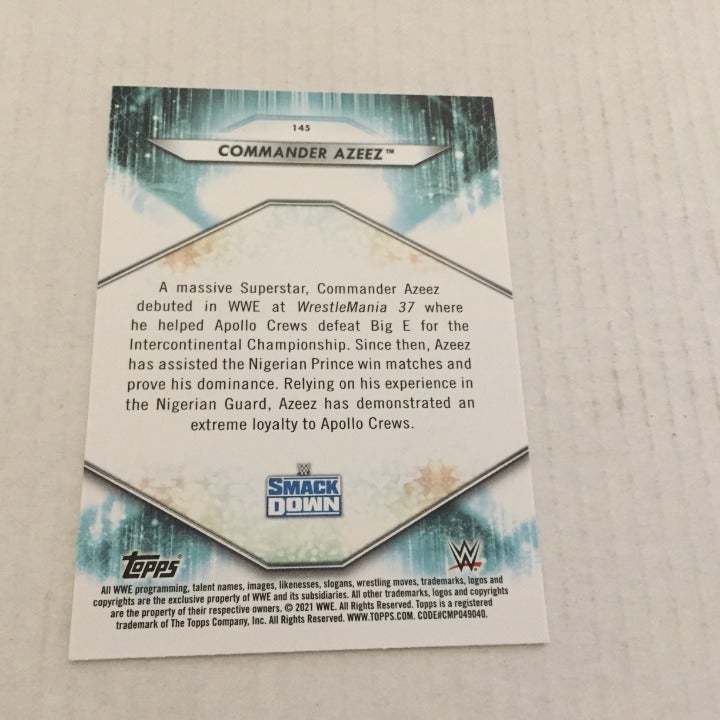 145
COMMANDER AZEEZ™
A massive Superstar, Commander Azeez
debuted in WWE at WrestleMania 37 where
he helped Apollo Crews defeat Big E for the
Intercontinental Championship. Since then, Azeez
has assisted the Nigerian Prince win matches and
prove his dominance. Relying on his experience in
the Nigerian Guard, Azeez has demonstrated an
extreme loyalty to Apollo Crews.
W
SMACK
DOWN
Topps®
W
All WWE programming, talent names, images, likenesses, slogans, wrestling moves, trademarks, logos and
copyrights are the exclusive property of WWE and its subsidiaries. All other trademarks, logos and copyrights
are the property of their respective owners. © 2021 WWE. All Rights Reserved. Topps is a registered
trademark of The Topps Company, Inc. All Rights Reserved. WWW.TOPPS.COM. CODE#CMP049040.